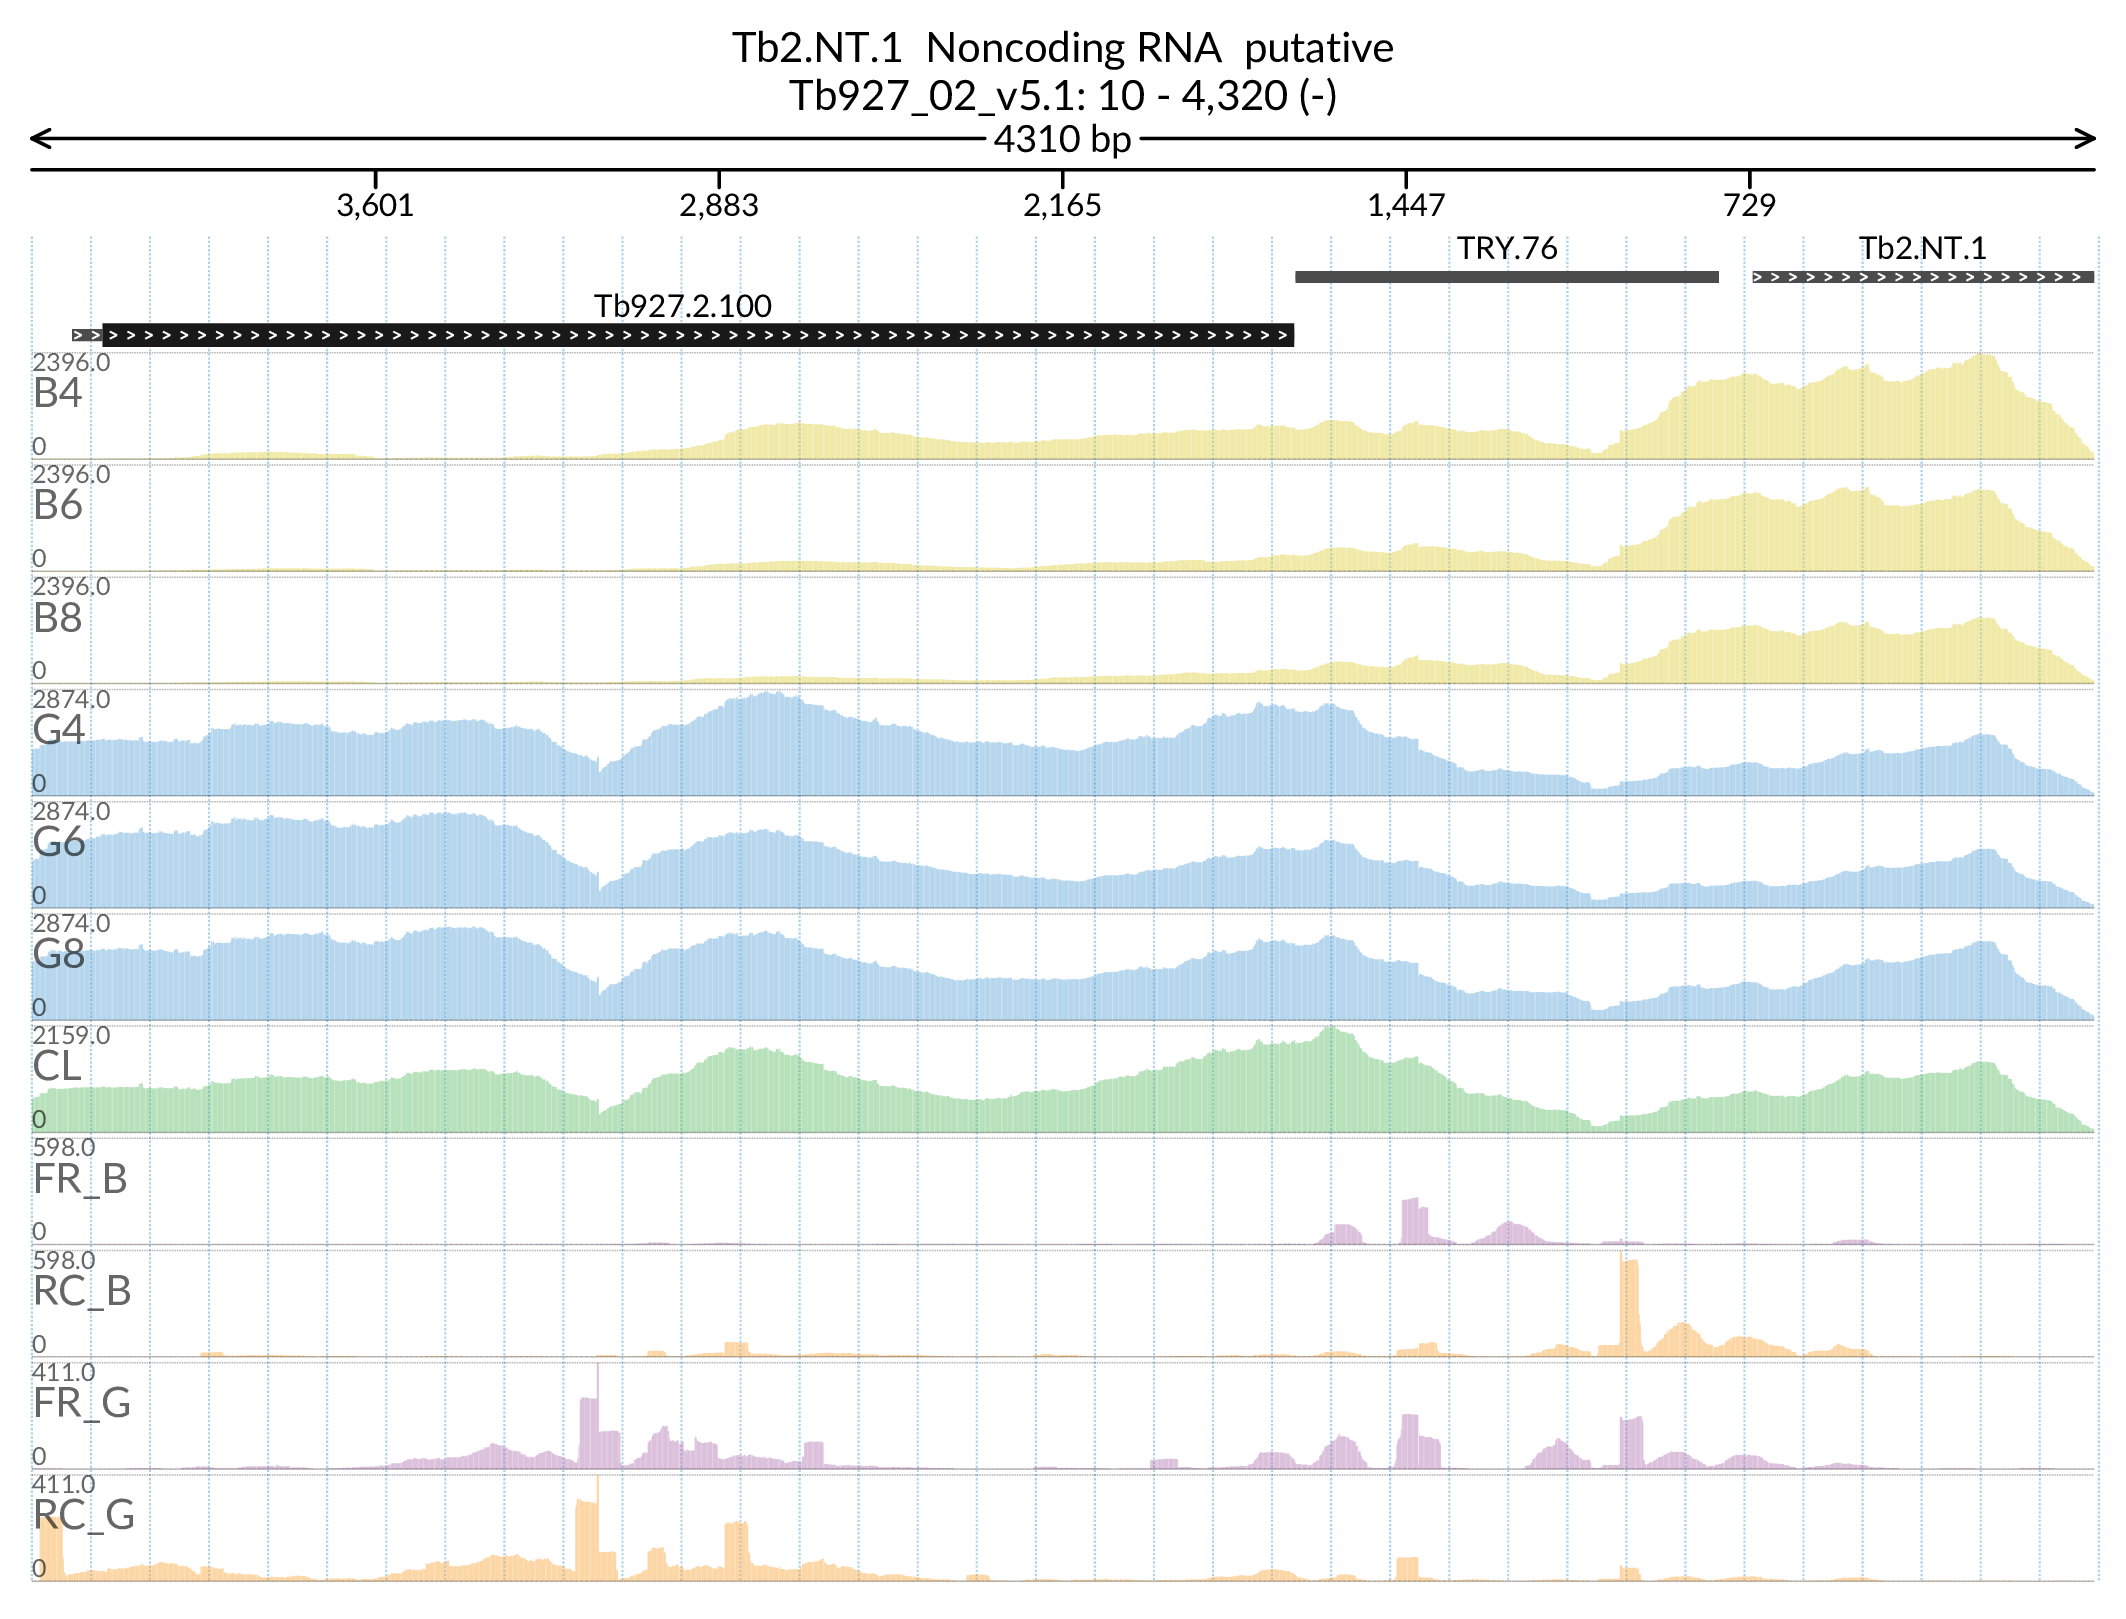 Tb2.NT.1 Noncoding RNA putative
Tb927_02_v5.1: 10 - 4,320 (-)
4310 bp
3,601 2,883 2,165 1,447 729
TRY.76 Tb2.NT.1
Tb927.2.100
2396.0
B4
0
2396.0
B6
0
2396.0
B8
0
2874.0
G4
0
2874.0
G6
0
2874.0
G8
0
2159.0
CL
0
598.0
FR_B
0
598.0
RC_B
0
411.0
FR_G
0
411.0
RC_G
0